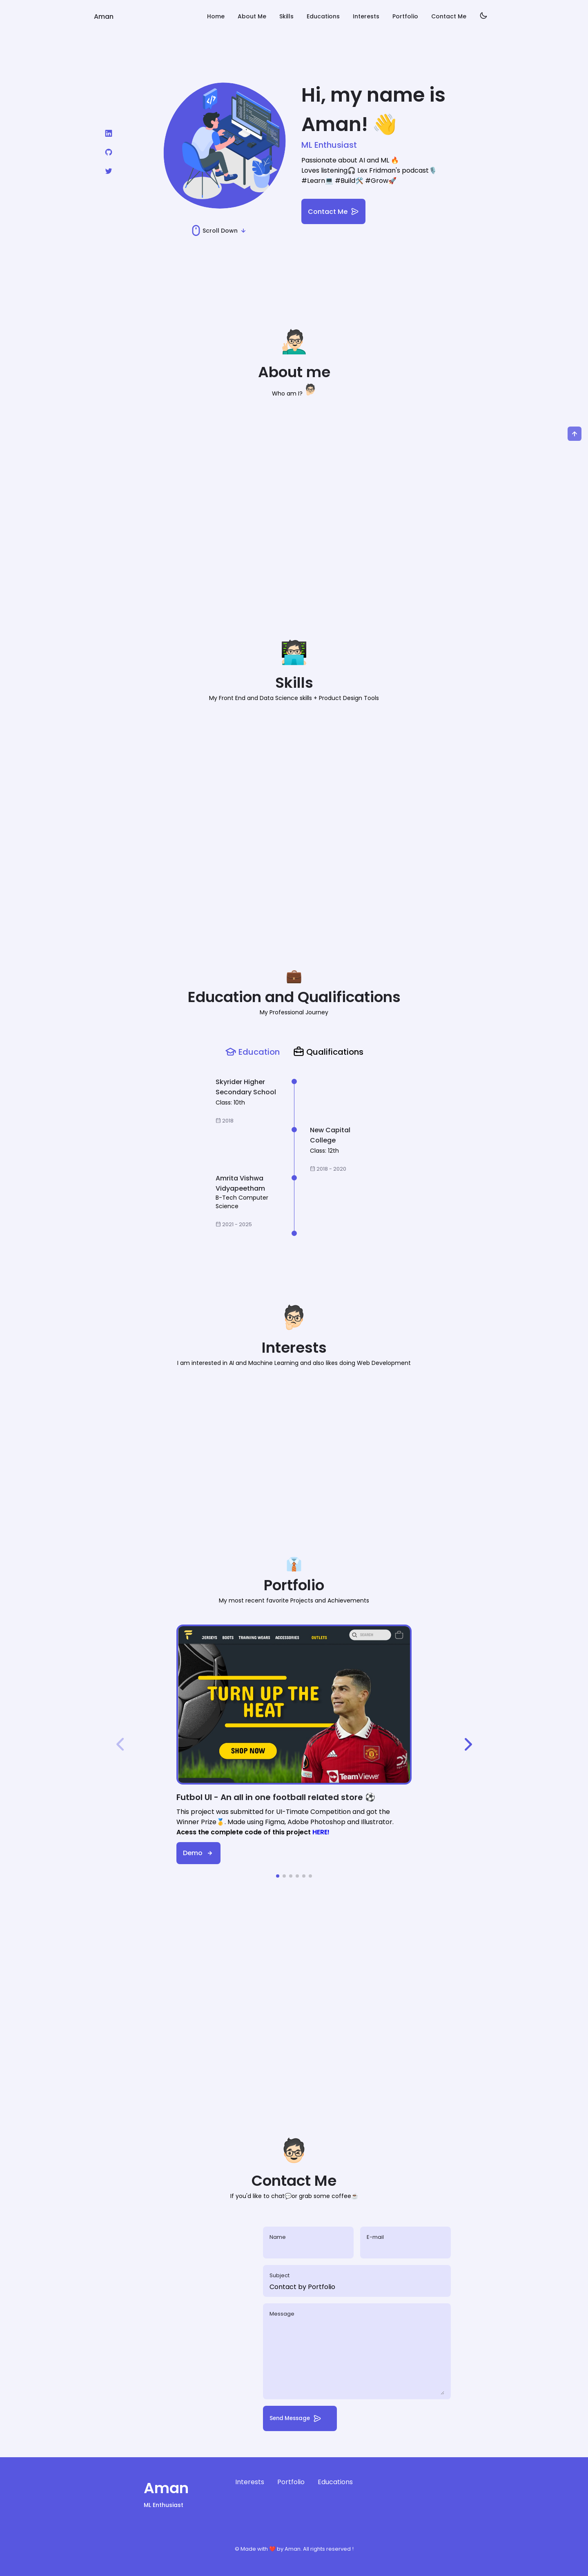 Aman
Home About Me Skills Educations Interests Portfolio Contact Me
Hi, my name is
Aman! 👋
ML Enthusiast
Passionate about AI and ML 🔥
Loves listening🎧 Lex Fridman's podcast🎙️
#Learn💻 #Build🛠️ #Grow🚀
Contact Me
Scroll Down
About me
Who am I?
Skills
My Front End and Data Science skills + Product Design Tools
Education and Qualifications
My Professional Journey
Education Qualifications
Skyrider Higher
Secondary School
Class: 10th
2018
New Capital
College
Class: 12th
2018 - 2020
Amrita Vishwa
Vidyapeetham
B-Tech Computer
Science
2021 - 2025
Interests
I am interested in AI and Machine Learning and also likes doing Web Development
Portfolio
My most recent favorite Projects and Achievements
JERSEYS BOOTS TRAINING WEARS ACCESSORIES OUTLETS
TURN UP THE
HEAT
SHOP NOW
TeamViewer
Futbol UI - An all in one football related store ⚽
This project was submitted for UI-Timate Competition and got the
Winner Prize🏅. Made using Figma, Adobe Photoshop and Illustrator.
Acess the complete code of this project HERE!
Demo
Contact Me
If you'd like to chat💬or grab some coffee☕
Name
E-mail
Subject
Contact by Portfolio
Message
Send Message
Aman
ML Enthusiast
Interests Portfolio Educations
© Made with ❤️ by Aman. All rights reserved !